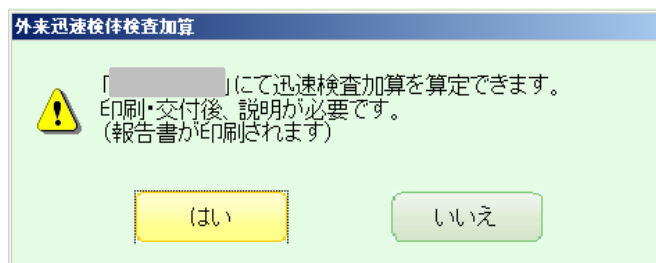 外来迅速検体検査加算
「 」にて迅速検査加算を算定できます。
印刷・交付後、説明が必要です。
(報告書が印刷されます)
はい
いいえ